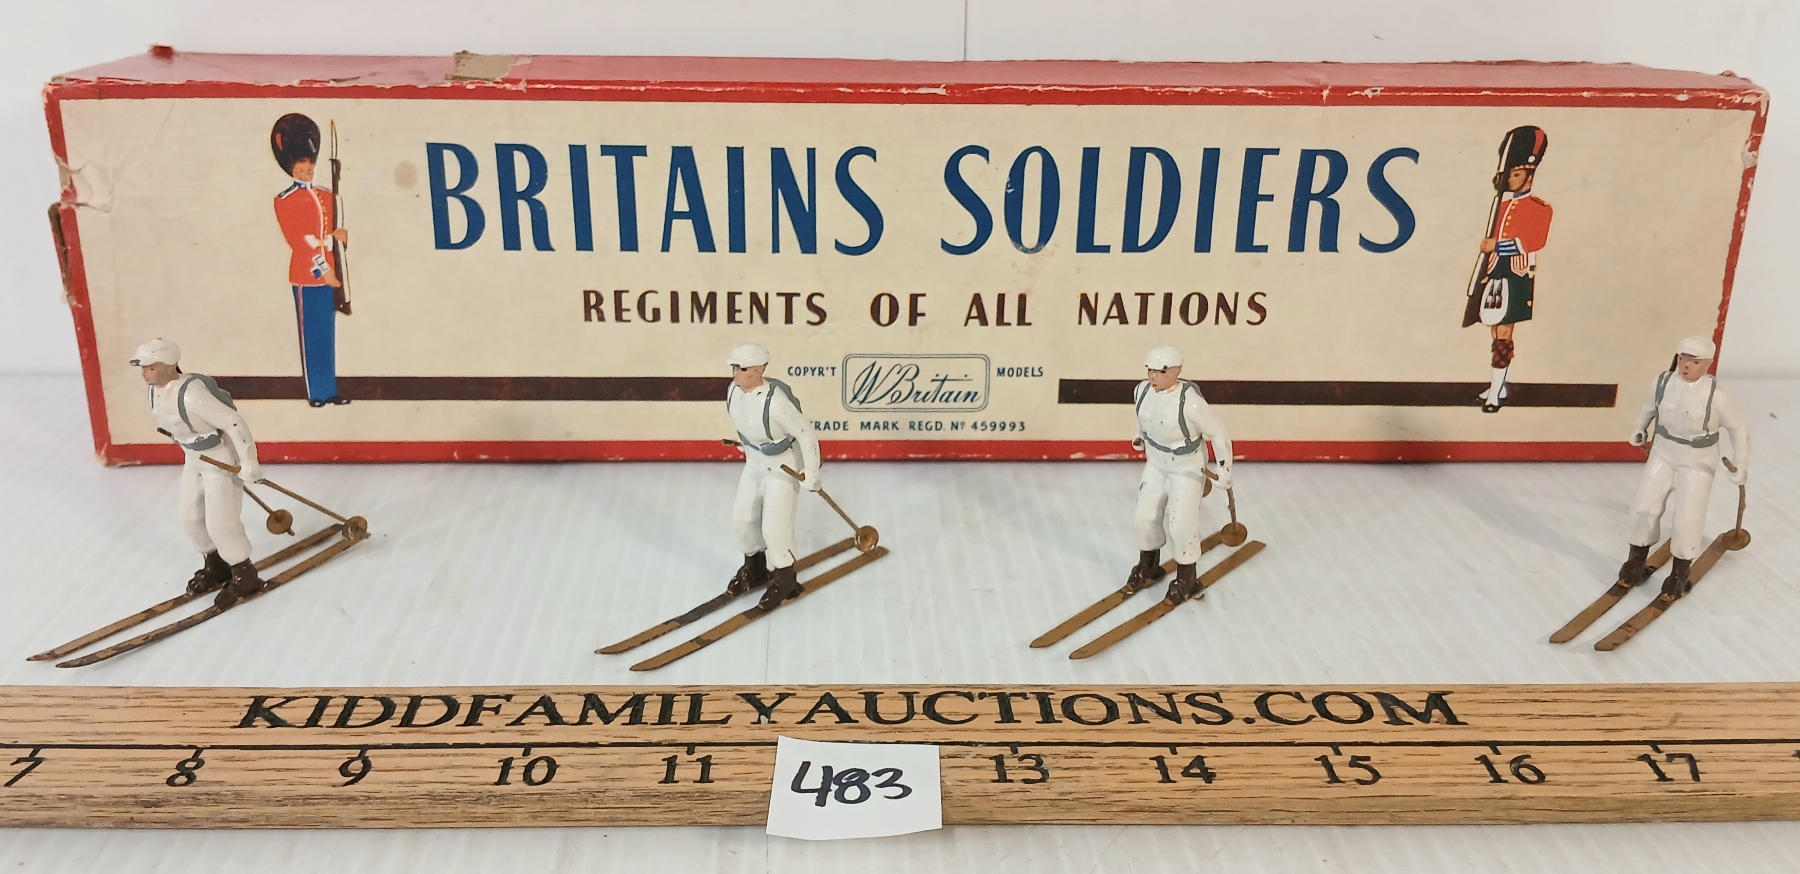 BRITAINS SOLDIERS
REGIMENTS OF ALL NATIONS
COPYR'T W Britain MODELS
TRADE MARK REGD. Nº 459993
KIDDFAMILYAUCTIONS.COM
7 8 9 10 11 13 14 15 16 17
483